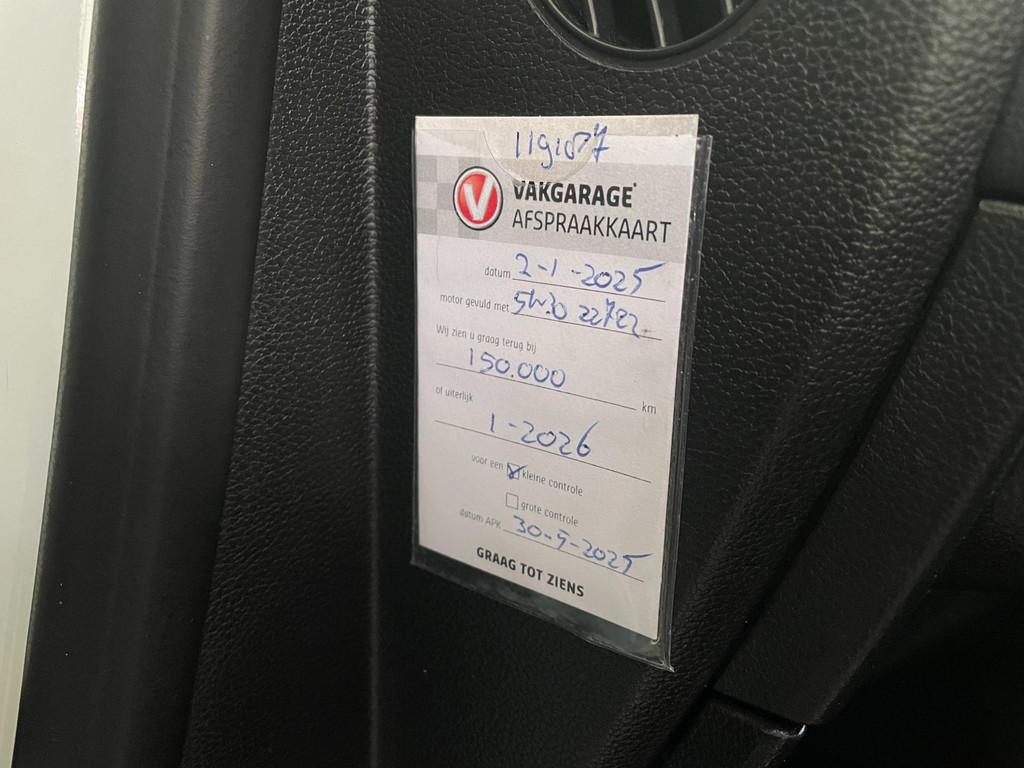 119107
V
VAKGARAGE
AFSPRAAKKAART
datum 2-1-2025
motor gevuld met 5W30 22722
Wij zien u graag terug bij
150.000 km
of uiterlijk
1-2026
voor een kleine controle
grote controle
datum APK 30-9-2025
GRAAG TOT ZIENS